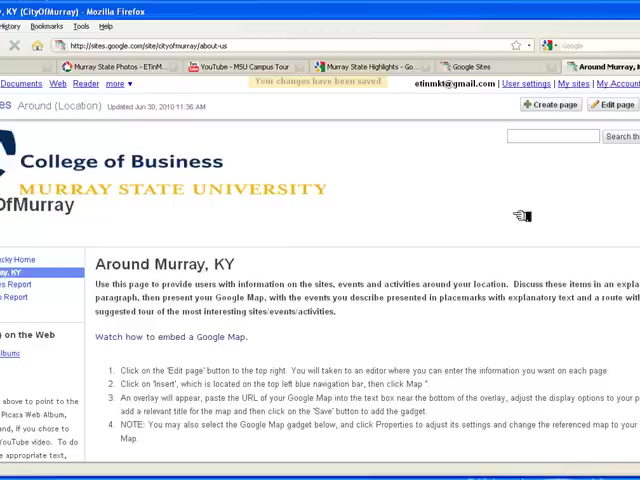 , KY (CityOfMurray) - Mozilla Firefox
History Bookmarks Tools Help
http://sites.google.com/site/cityofmurray/about-us
Google
Murray State Photos - ETinM...
YouTube - MSU Campus Tour
Murray State Highlights - Go...
Google Sites
Around Murray, K
Documents Web Reader more ▼
Your changes have been saved
etinmkt@gmail.com | User settings | My sites | My Accoun
es Around (Location) Updated Jun 30, 2010 11:36 AM
Create page
Edit page
Search th
College of Business
MURRAY STATE UNIVERSITY
OfMurray
cky Home
ay, KY
s Report
n Report
) on the Web
lbums
above to point to the
Picasa Web Album,
nd, if you chose to
YouTube video. To do
e appropriate text,
Around Murray, KY
Use this page to provide users with information on the sites, events and activities around your location. Discuss these items in an expla
paragraph, then present your Google Map, with the events you describe presented in placemarks with explanatory text and a route with
suggested tour of the most interesting sites/events/activities.
Watch how to embed a Google Map.
1. Click on the 'Edit page' button to the top right. You will taken to an editor where you can enter the information you want on each page.
2. Click on 'Insert', which is located on the top left blue navigation bar, then click Map ".
3. An overlay will appear, paste the URL of your Google Map into the text box near the bottom of the overlay, adjust the display options to your p
add a relevant title for the map and then click on the 'Save' button to add the gadget.
4. NOTE: You may also select the Google Map gadget below, and click Properties to adjust its settings and change the referenced map to your
Map.